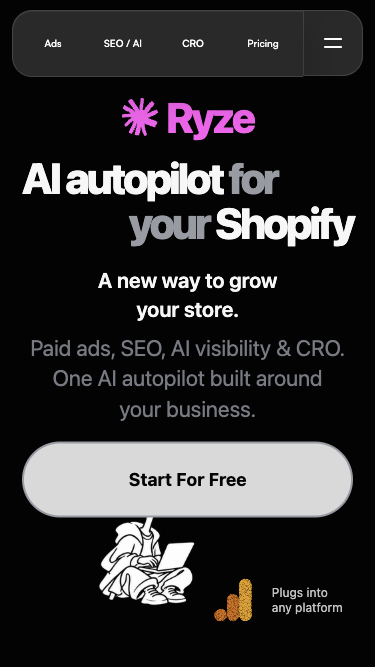 Ads SEO / AI CRO Pricing
Ryze
AI autopilot for
your Shopify
A new way to grow
your store.
Paid ads, SEO, AI visibility & CRO.
One AI autopilot built around
your business.
Start For Free
Plugs into
any platform